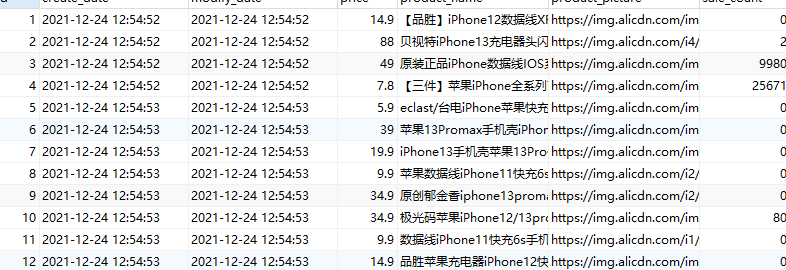 id create_date modify_date price product_name product_picture sale_count
1 2021-12-24 12:54:52 2021-12-24 12:54:52 14.9 【品胜】iPhone12数据线XI https://img.alicdn.com/im 0
2 2021-12-24 12:54:52 2021-12-24 12:54:52 88 贝视特iPhone13充电器头闪 https://img.alicdn.com/i4/ 2
3 2021-12-24 12:54:52 2021-12-24 12:54:52 49 原装正品iPhone数据线IOS https://img.alicdn.com/im 9980
4 2021-12-24 12:54:52 2021-12-24 12:54:52 7.8 【三件】苹果iPhone全系列 https://img.alicdn.com/im 25671
5 2021-12-24 12:54:53 2021-12-24 12:54:53 5.9 eclast/台电iPhone苹果快充 https://img.alicdn.com/im 0
6 2021-12-24 12:54:53 2021-12-24 12:54:53 39 苹果13Promax手机壳iPhor https://img.alicdn.com/im 0
7 2021-12-24 12:54:53 2021-12-24 12:54:53 19.9 iPhone13手机壳苹果13Pro https://img.alicdn.com/im 0
8 2021-12-24 12:54:53 2021-12-24 12:54:53 9.9 苹果数据线iPhone11快充6s https://img.alicdn.com/i2/ 0
9 2021-12-24 12:54:53 2021-12-24 12:54:53 34.9 原创郁金香iphone13proma https://img.alicdn.com/i2/ 0
10 2021-12-24 12:54:53 2021-12-24 12:54:53 34.9 极光码苹果iPhone12/13pro https://img.alicdn.com/im 80
11 2021-12-24 12:54:53 2021-12-24 12:54:53 9.9 数据线iPhone11快充6s手机 https://img.alicdn.com/i1/ 0
12 2021-12-24 12:54:53 2021-12-24 12:54:53 14.9 品胜苹果充电器iPhone12快 https://img.alicdn.com/im 0